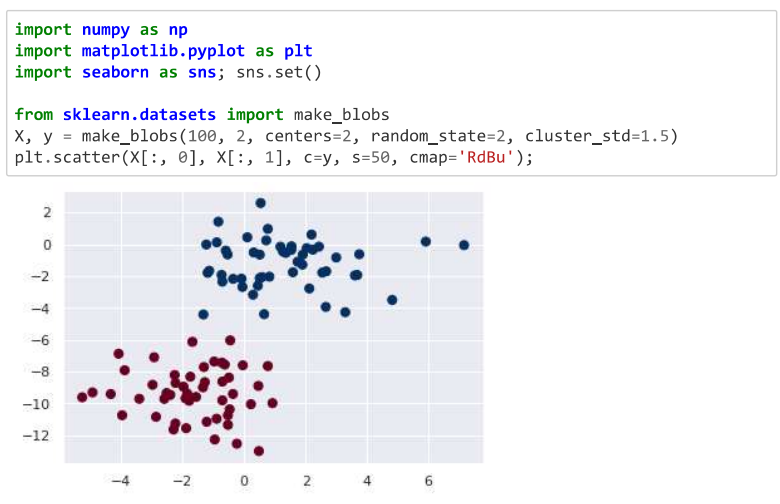 import numpy as np
import matplotlib.pyplot as plt
import seaborn as sns; sns.set()
from sklearn.datasets import make_blobs
X, y = make_blobs(100, 2, centers=2, random_state=2, cluster_std=1.5)
plt.scatter(X[:, 0], X[:, 1], c=y, s=50, cmap='RdBu');
2
0
−2
−4
−6
−8
−10
−12
−4 −2 0 2 4 6